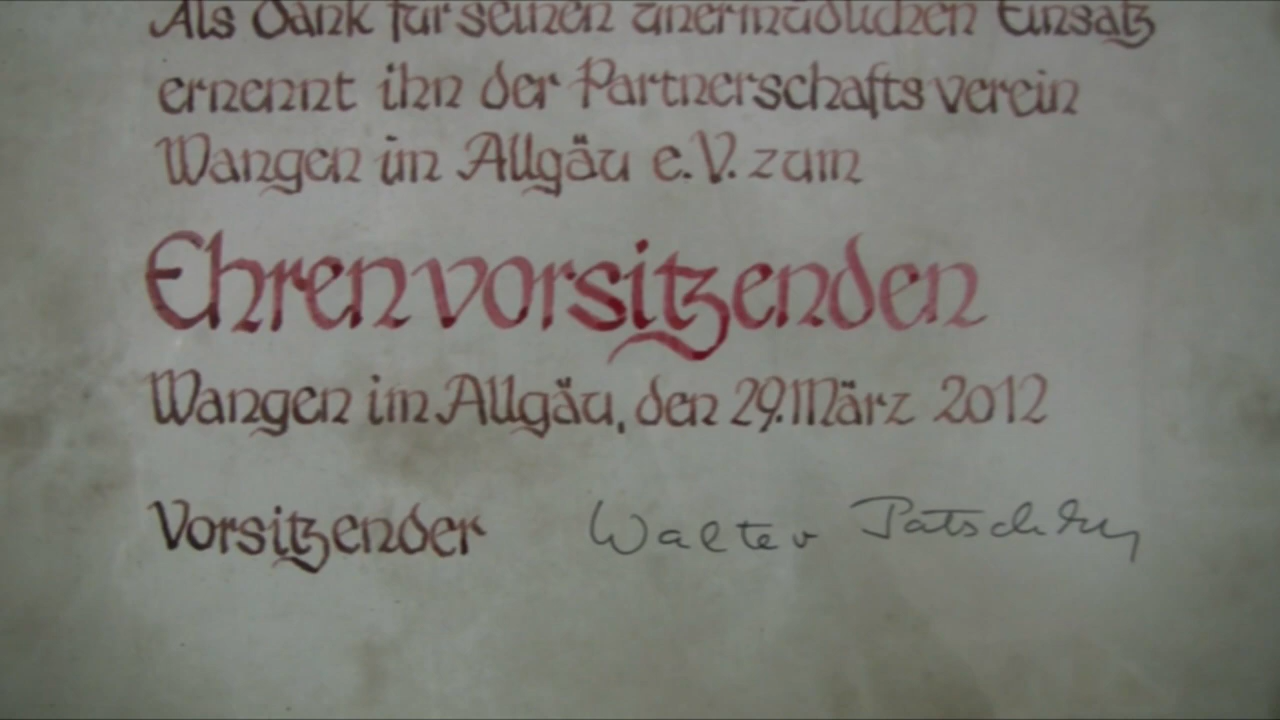 Als Dank für seinen unermüdlichen Einsatz
ernennt ihn der Partnerschaftsverein
Wangen im Allgäu e.V. zum
Ehrenvorsitzenden
Wangen im Allgäu, den 29. März 2012
Vorsitzender Walter